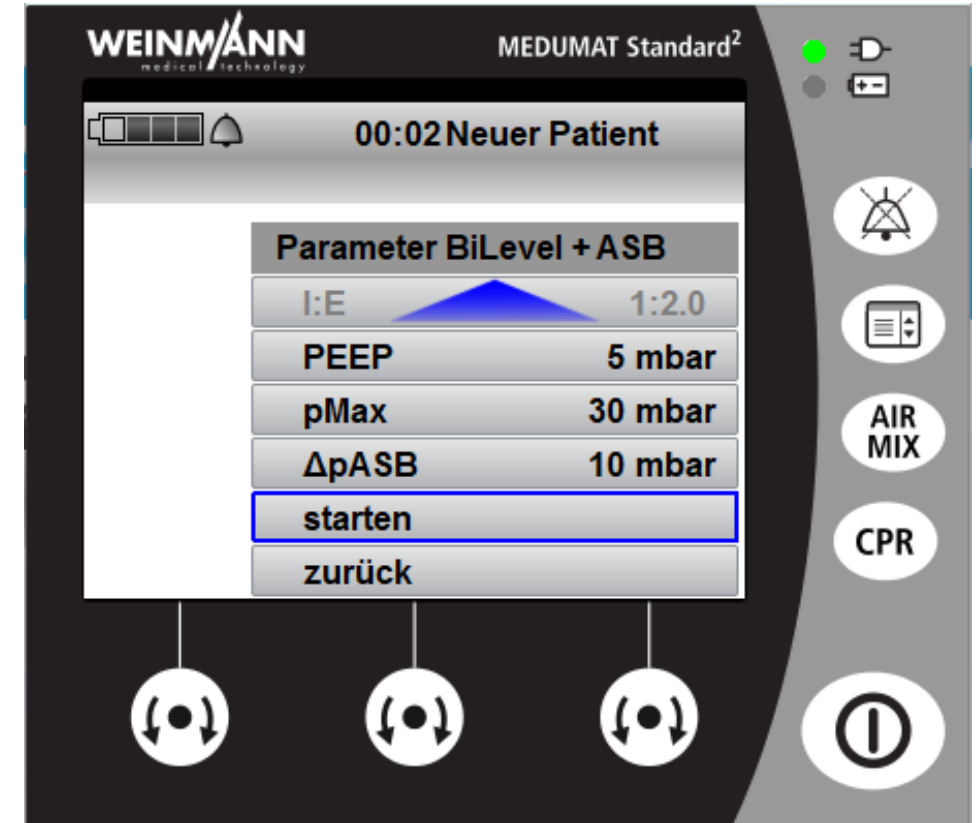 WEINMANN
medical technology
MEDUMAT Standard²
00:02 Neuer Patient
Parameter BiLevel + ASB
I:E 1:2.0
PEEP 5 mbar
pMax 30 mbar
ΔpASB 10 mbar
starten
zurück
AIR
MIX
CPR